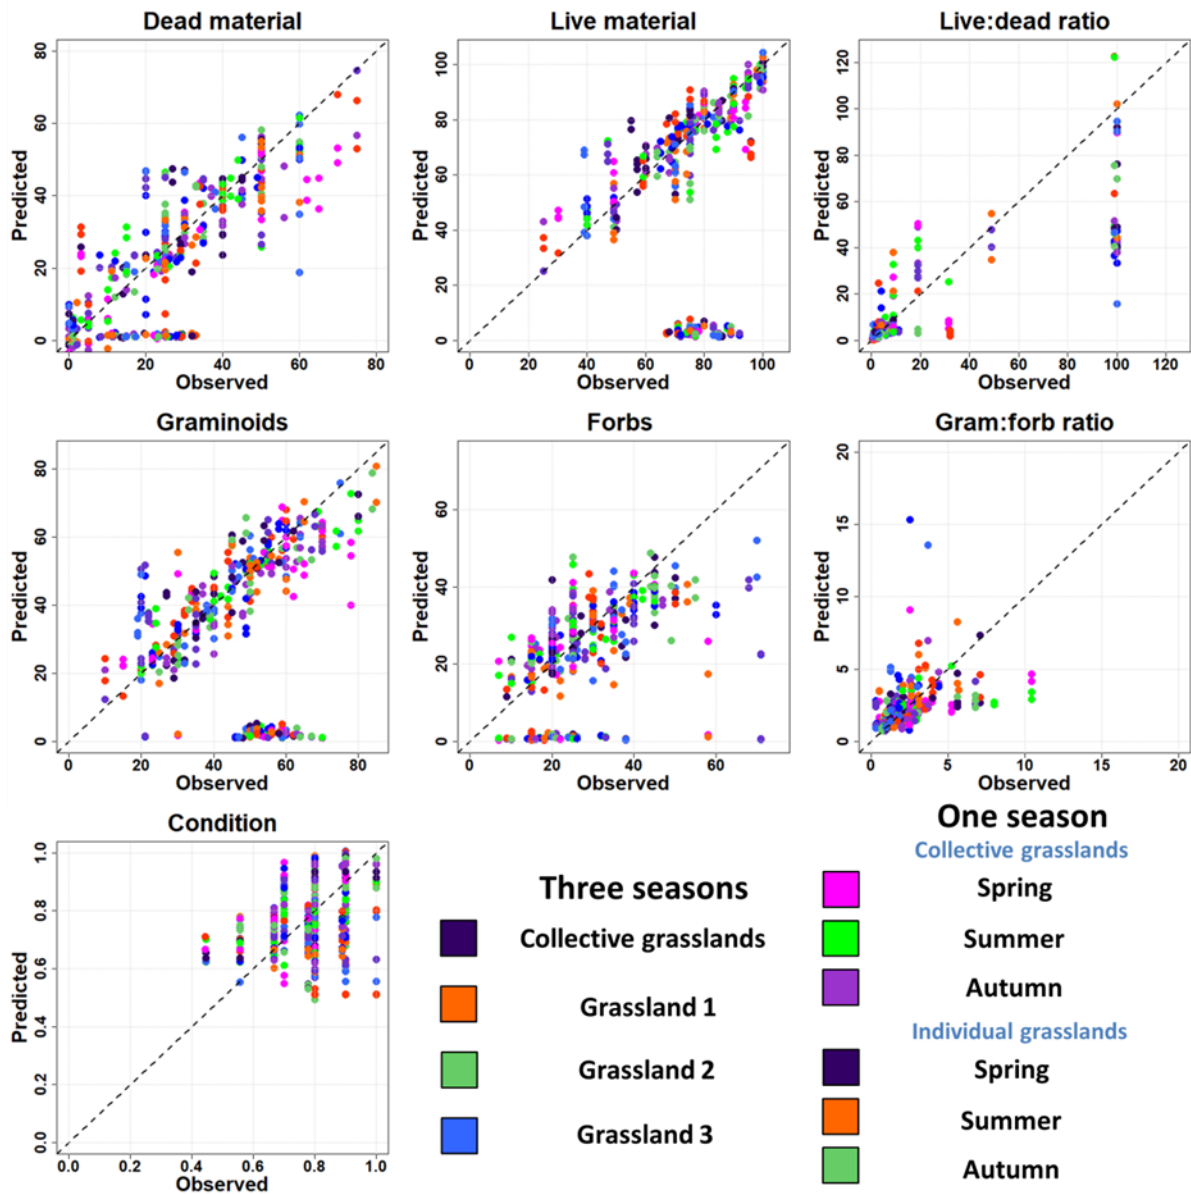 Dead material
Live material
Live:dead ratio
Predicted
0
20
40
60
80
0
20
40
60
80
Observed
Predicted
0
20
40
60
80
100
0
20
40
60
80
100
Observed
Predicted
0
20
40
60
80
100
120
0
20
40
60
80
100
120
Observed
Graminoids
Forbs
Gram:forb ratio
Predicted
0
20
40
60
80
0
20
40
60
80
Observed
Predicted
0
20
40
60
0
20
40
60
Observed
Predicted
0
5
10
15
20
0
5
10
15
20
Observed
Condition
Predicted
0.0
0.2
0.4
0.6
0.8
1.0
0.0
0.2
0.4
0.6
0.8
1.0
Observed
Three seasons
Collective grasslands
Grassland 1
Grassland 2
Grassland 3
One season
Collective grasslands
Spring
Summer
Autumn
Individual grasslands
Spring
Summer
Autumn